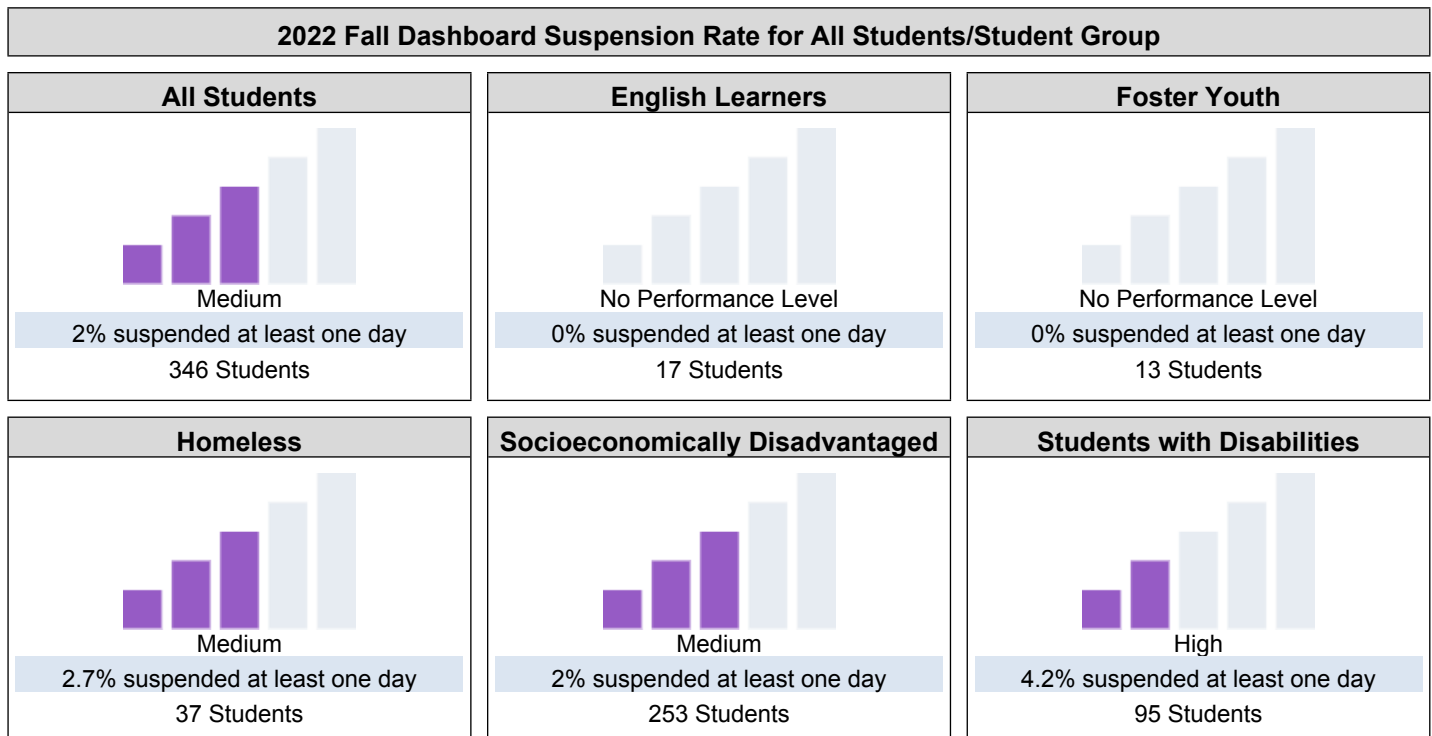 2022 Fall Dashboard Suspension Rate for All Students/Student Group
All Students
Medium
2% suspended at least one day
346 Students
English Learners
No Performance Level
0% suspended at least one day
17 Students
Foster Youth
No Performance Level
0% suspended at least one day
13 Students
Homeless
Medium
2.7% suspended at least one day
37 Students
Socioeconomically Disadvantaged
Medium
2% suspended at least one day
253 Students
Students with Disabilities
High
4.2% suspended at least one day
95 Students